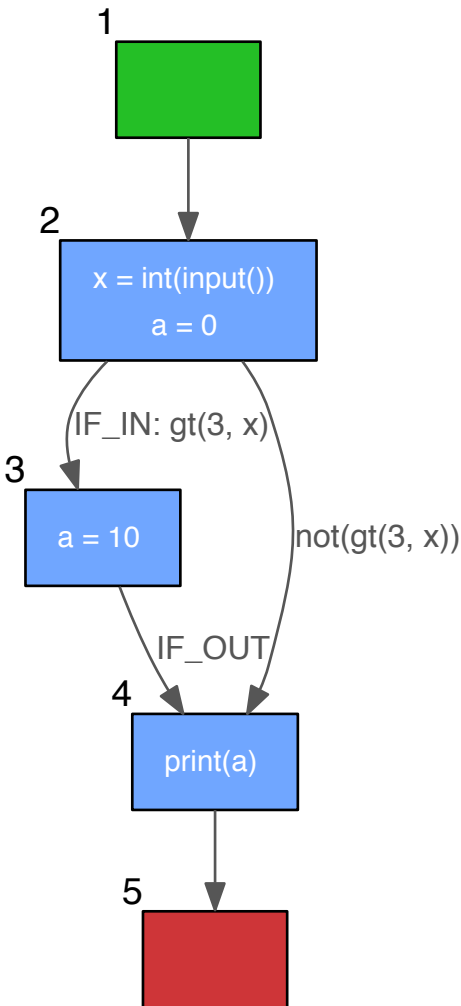 1
2
x = int(input())
a = 0
IF_IN: gt(3, x)
3
a = 10
not(gt(3, x))
IF_OUT
4
print(a)
5